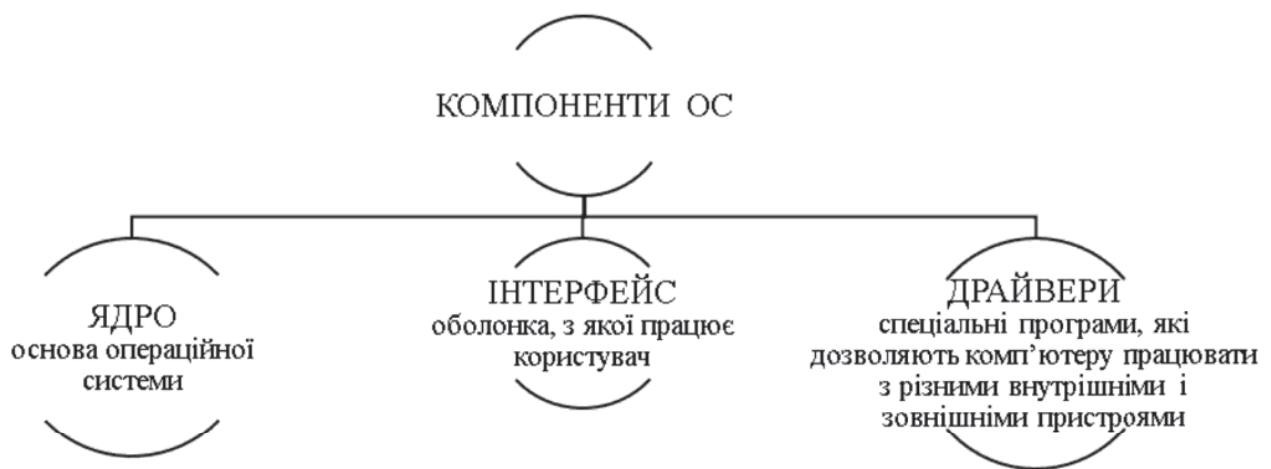 КОМПОНЕНТИ ОС
ЯДРО
основа операційної
системи
ІНТЕРФЕЙС
оболонка, з якої працює
користувач
ДРАЙВЕРИ
спеціальні програми, які
дозволяють комп’ютеру працювати
з різними внутрішніми і
зовнішніми пристроями